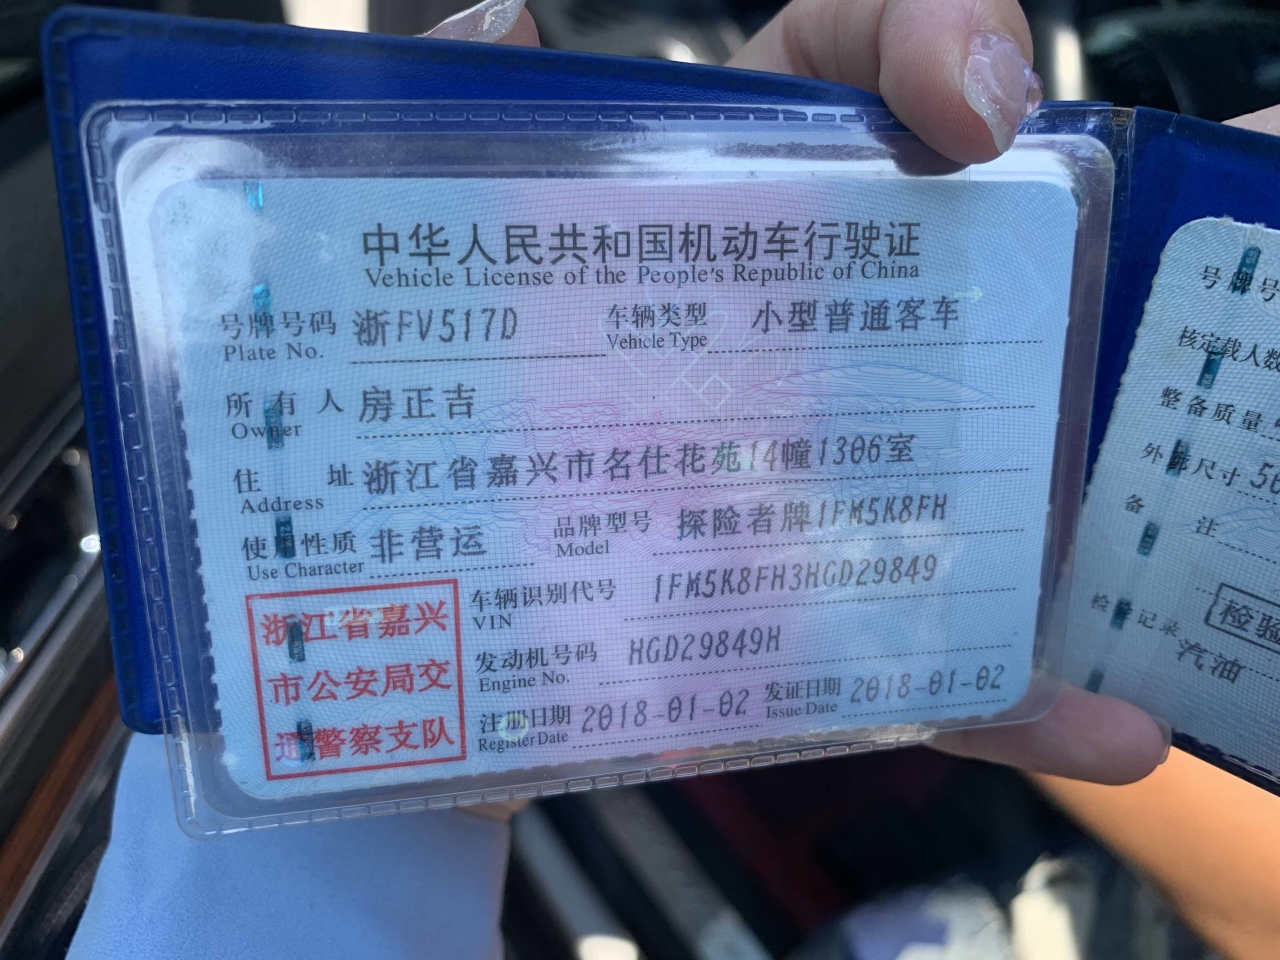 中华人民共和国机动车行驶证
Vehicle License of the People's Republic of China
号牌号码 浙FV517D 车辆类型 小型普通客车
Plate No. Vehicle Type
所有人 房正吉
Owner
住址 浙江省嘉兴市名仕花苑14幢1306室
Address
使用性质 非营运 品牌型号 探险者牌1FM5K8FH
Use Character Model
车辆识别代号 1FM5K8FH3HGD29849
VIN
发动机号码 HGD29849H
Engine No.
注册日期 2018-01-02 发证日期 2018-01-02
Register Date Issue Date
浙江省嘉兴
市公安局交
通警察支队
号牌号
核定载人数
整备质量
外部尺寸 50
备注
检验记录
检验
汽油